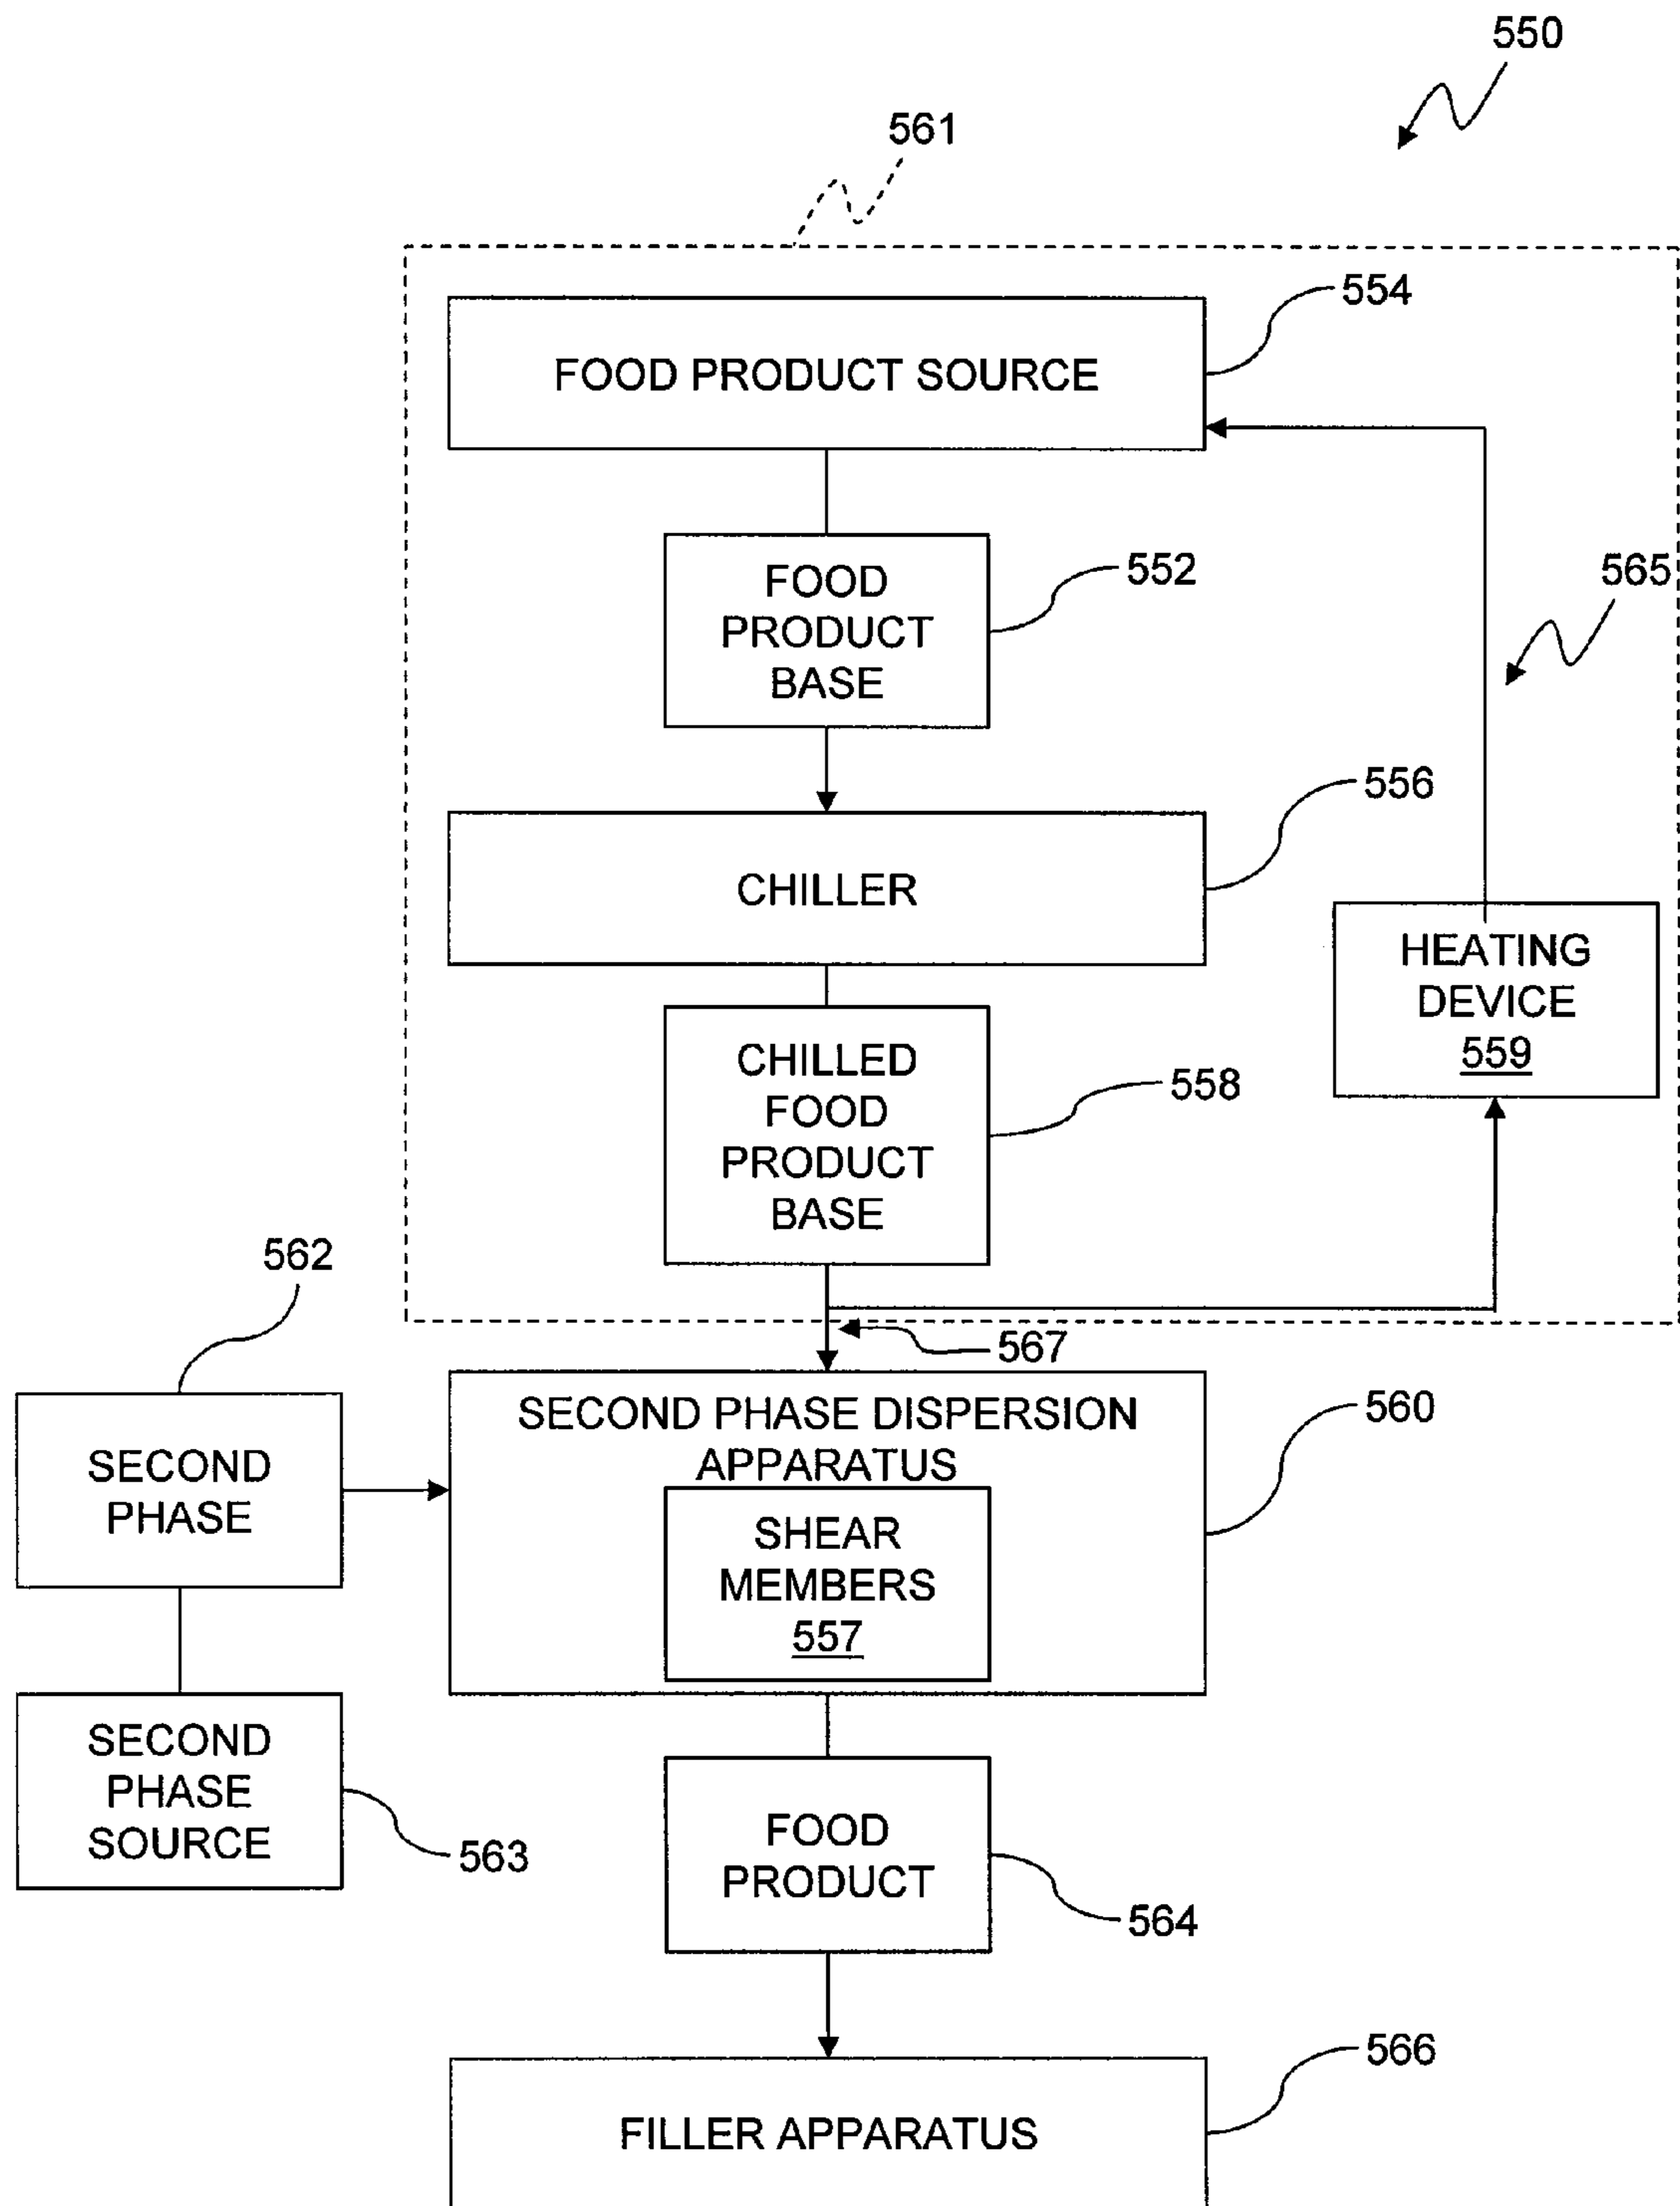 550
561
554
FOOD PRODUCT SOURCE
FOOD
PRODUCT
BASE
552
565
556
CHILLER
HEATING
DEVICE
559
CHILLED
FOOD
PRODUCT
BASE
558
562
567
SECOND PHASE DISPERSION
APPARATUS
560
SECOND
PHASE
SHEAR
MEMBERS
557
SECOND
PHASE
SOURCE
563
FOOD
PRODUCT
564
566
FILLER APPARATUS